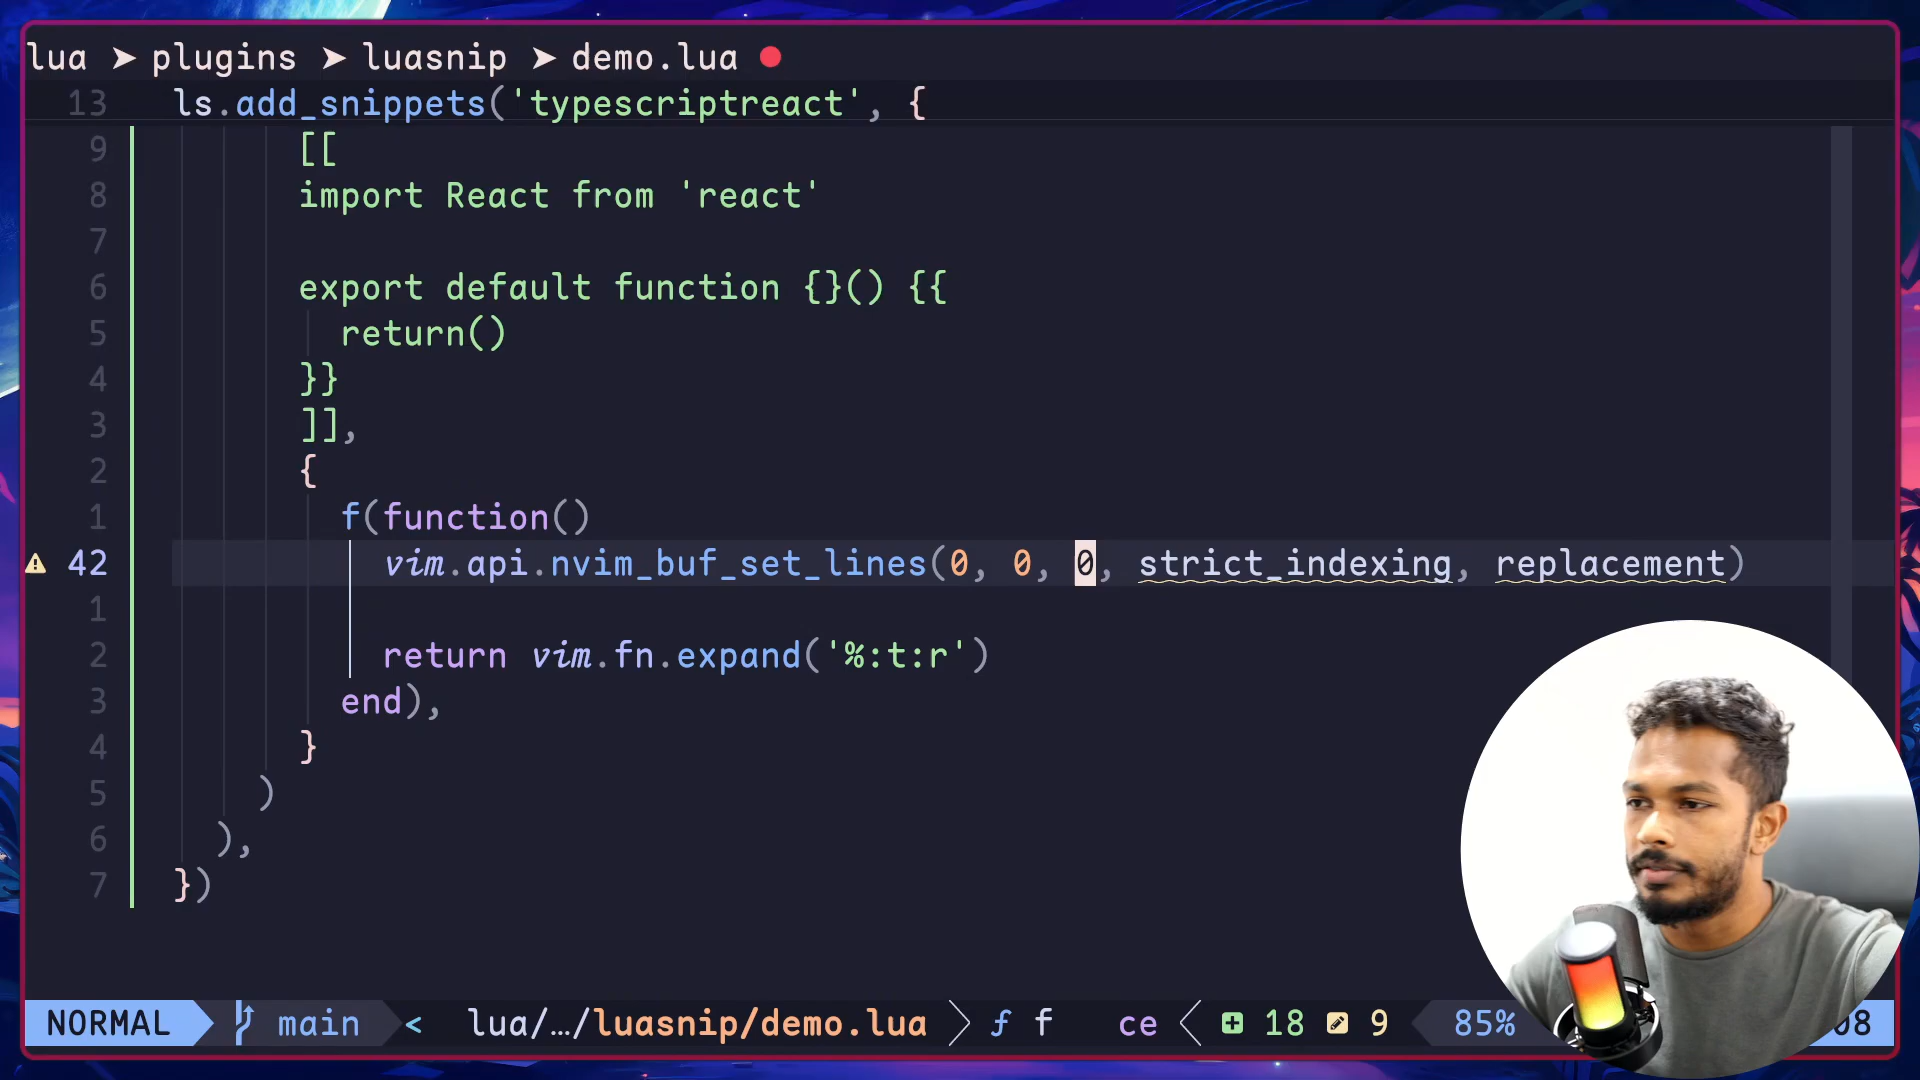 lua ➤ plugins ➤ luasnip ➤ demo.lua ●
13 ls.add_snippets('typescriptreact', {
9 [[
8 import React from 'react'
7
6 export default function {}() {{
5 return()
4 }}
3 ]],
2 {
1 f(function()
42 vim.api.nvim_buf_set_lines(0, 0, 0, strict_indexing, replacement)
1
2 return vim.fn.expand('%:t:r')
3 end),
4 }
5 )
6 ),
7 })
NORMAL main < lua/…/luasnip/demo.lua f f ce 18 9 85% 08